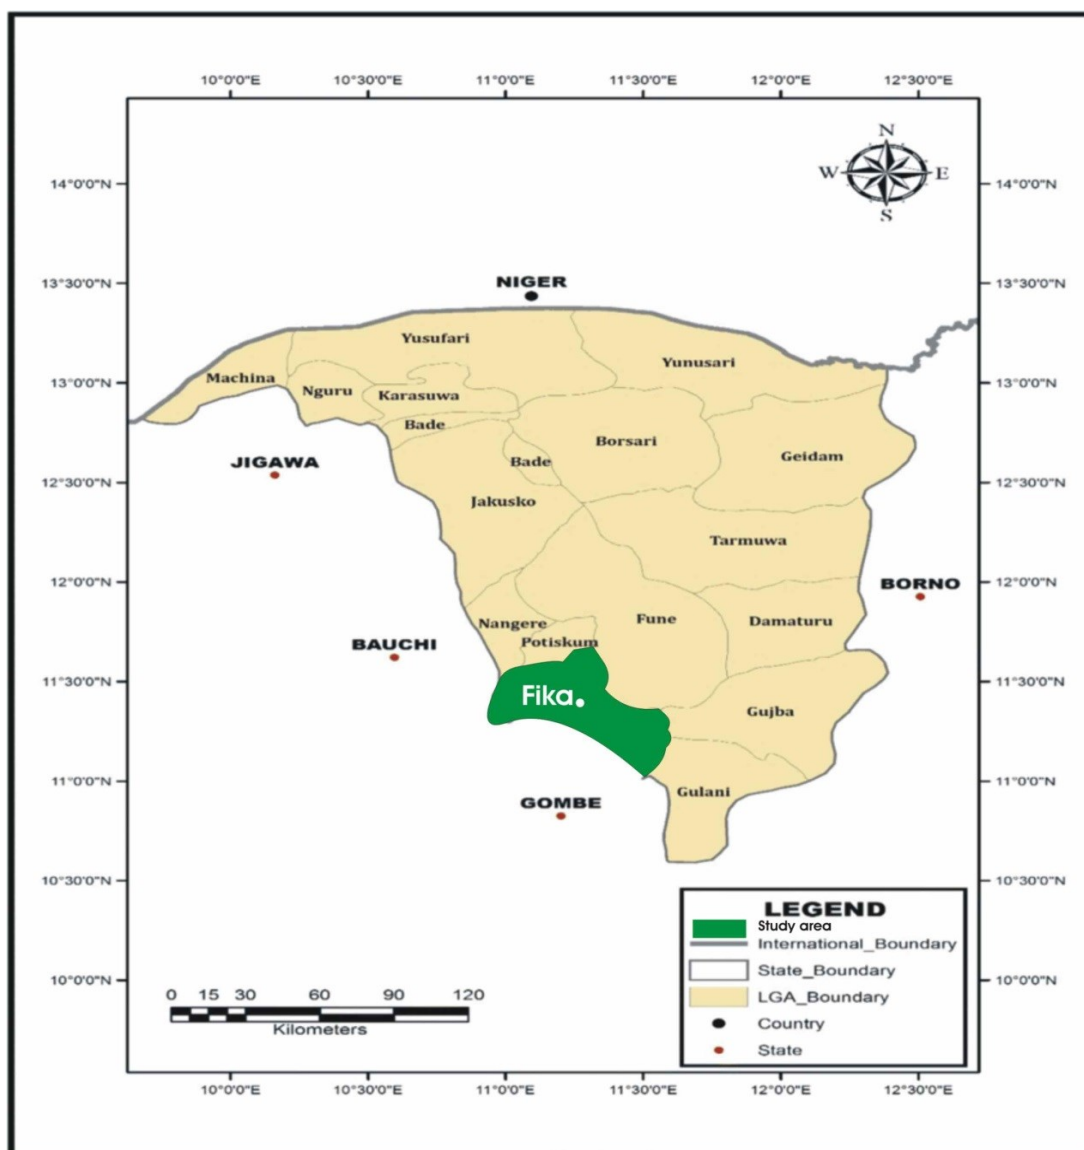 10°0'0"E 10°30'0"E 11°0'0"E 11°30'0"E 12°0'0"E 12°30'0"E
N
W E
S
14°0'0"N 14°0'0"N
13°30'0"N 13°30'0"N
NIGER
Yusufari
Yunusari
13°0'0"N 13°0'0"N
Machina
Nguru
Karasuwa
Bade
Borsari
Geidam
JIGAWA
Bade
12°30'0"N 12°30'0"N
Jakusko
Tarmuwa
12°0'0"N 12°0'0"N
BORNO
Nangere
Fune
Damaturu
BAUCHI
Potiskum
11°30'0"N 11°30'0"N
Fika.
Gujba
11°0'0"N 11°0'0"N
GOMBE
Gulani
10°30'0"N 10°30'0"N
LEGEND
Study area
International_Boundary
State_Boundary
LGA_Boundary
Country
State
10°0'0"N 10°0'0"N
0 15 30 60 90 120
Kilometers
10°0'0"E 10°30'0"E 11°0'0"E 11°30'0"E 12°0'0"E 12°30'0"E